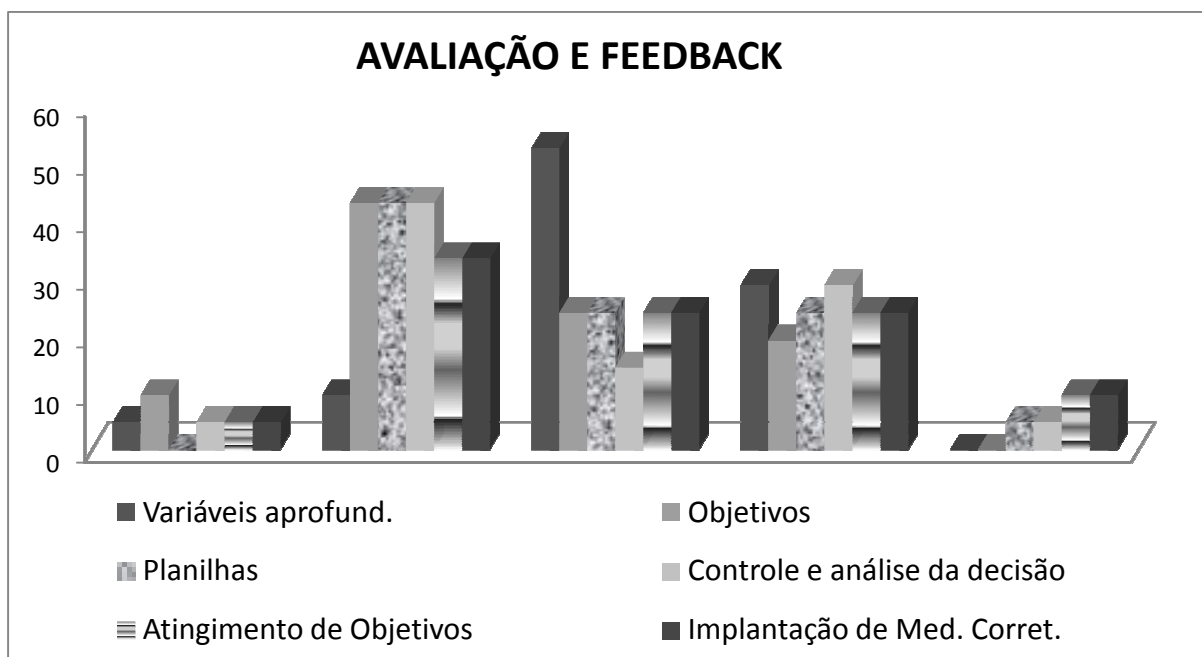 AVALIAÇÃO E FEEDBACK
60
50
40
30
20
10
0
Variáveis aprofund.
Objetivos
Planilhas
Controle e análise da decisão
Atingimento de Objetivos
Implantação de Med. Corret.